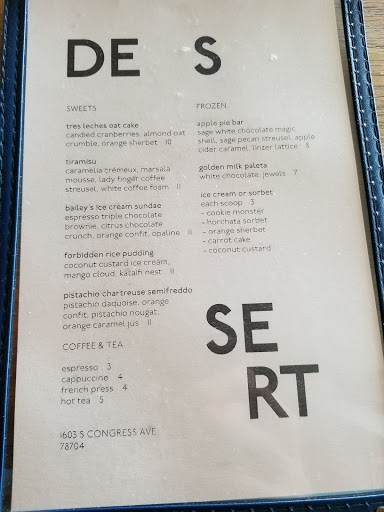 DE S
SWEETS
tres leches oat cake
candied cranberries, almond oat
crumble, orange sherbet 10
tiramisu
caramelia crémeux, marsala
mousse, lady finger coffee
streusel, white coffee foam 11
bailey's ice cream sundae
espresso triple chocolate
brownie, citrus chocolate
crunch, orange confit, opaline 11
forbidden rice pudding
coconut custard ice cream,
mango cloud, kataifi nest 11
pistachio chartreuse semifreddo
pistachio daquoise, orange
confit, pistachio nougat,
orange caramel jus 11
COFFEE & TEA
espresso 3
cappuccino 4
french press 4
hot tea 5
1603 S CONGRESS AVE
78704
FROZEN
apple pie bar
sage white chocolate magic
shell, sage pecan streusel, apple
cider caramel, linzer lattice 8
golden milk paleta
white chocolate, jewels 7
ice cream or sorbet
each scoop 3
- cookie monster
- horchata sorbet
- orange sherbet
- carrot cake
- coconut custard
SE
RT